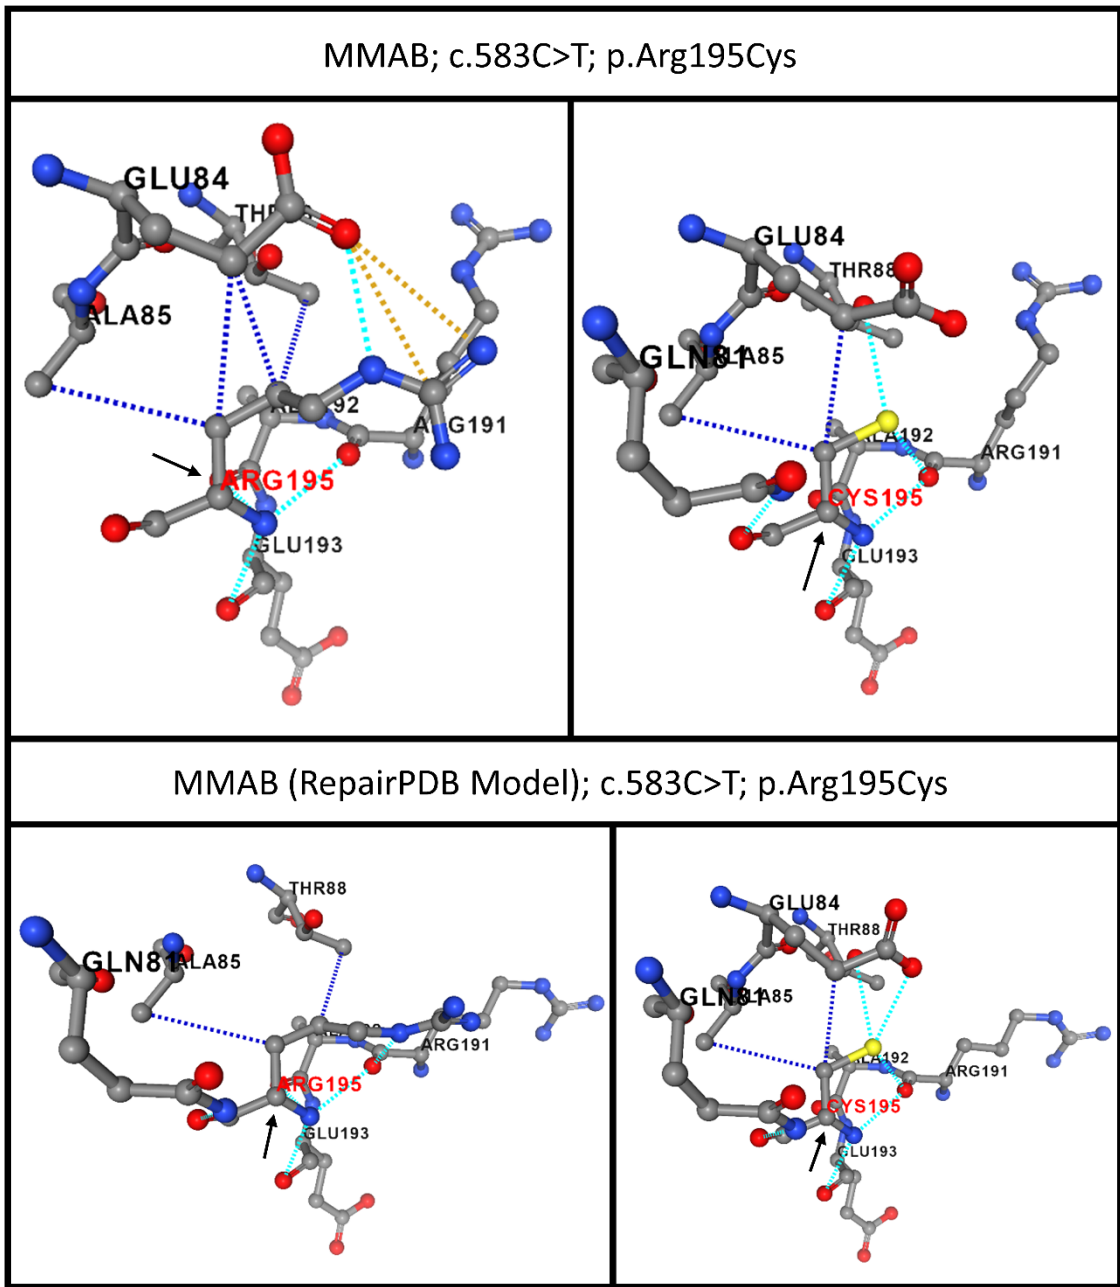 MMAB; c.583C>T; p.Arg195Cys
GLU84
ALA85
ARG191
ARG195
GLU193
GLU84
THR88
GLN81
ALA192
ARG191
CYS195
GLU193
MMAB (RepairPDB Model); c.583C>T; p.Arg195Cys
THR88
GLN81
ALA85
ARG191
ARG195
GLU193
GLU84
THR88
GLN81
ALA192
ARG191
CYS195
GLU193